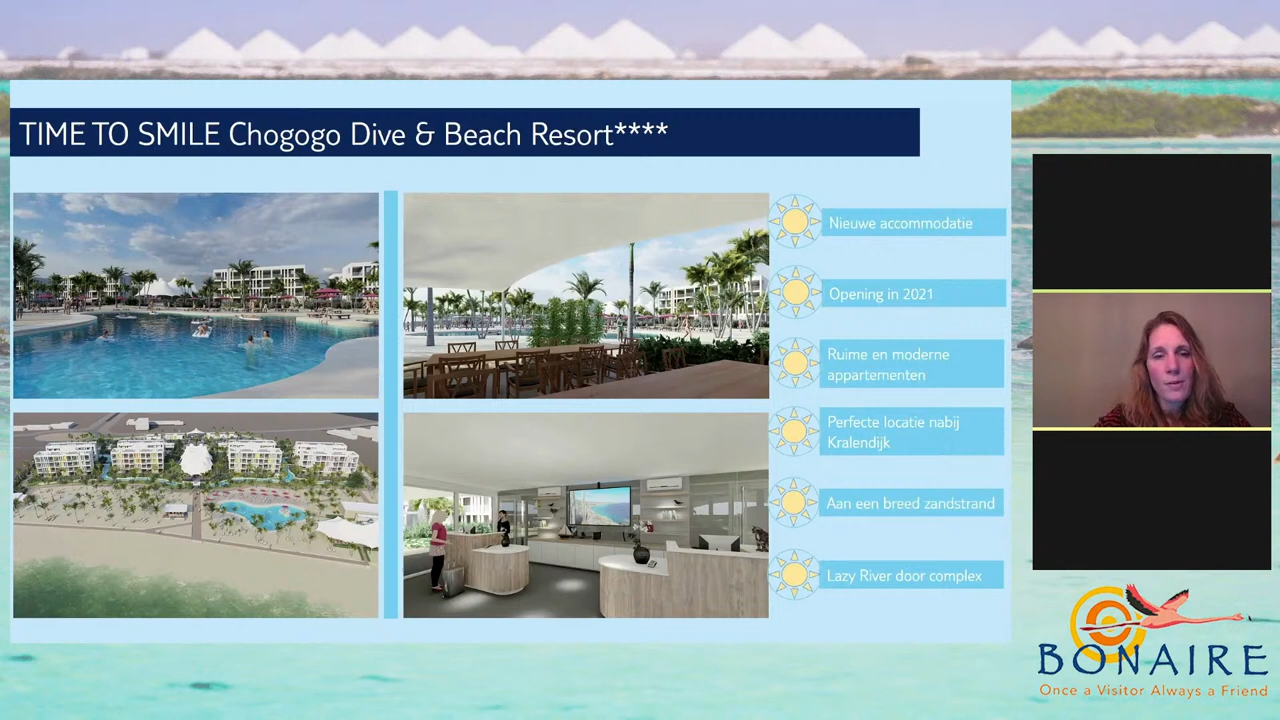 TIME TO SMILE Chogogo Dive & Beach Resort****
Nieuwe accommodatie
Opening in 2021
Ruime en moderne
appartementen
Perfecte locatie nabij
Kralendijk
Aan een breed zandstrand
Lazy River door complex
BONAIRE
Once a Visitor Always a Friend